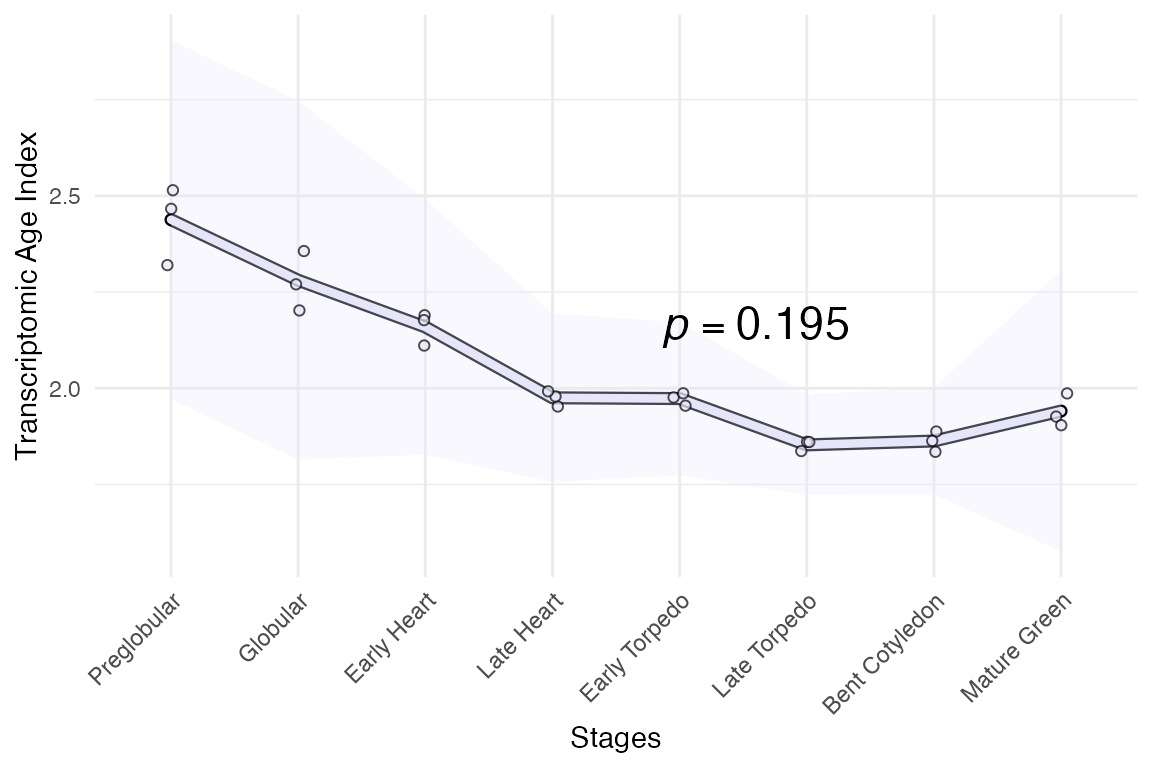 Transcriptomic Age Index
2.5
2.0
p = 0.195
Preglobular
Globular
Early Heart
Late Heart
Early Torpedo
Late Torpedo
Bent Cotyledon
Mature Green
Stages